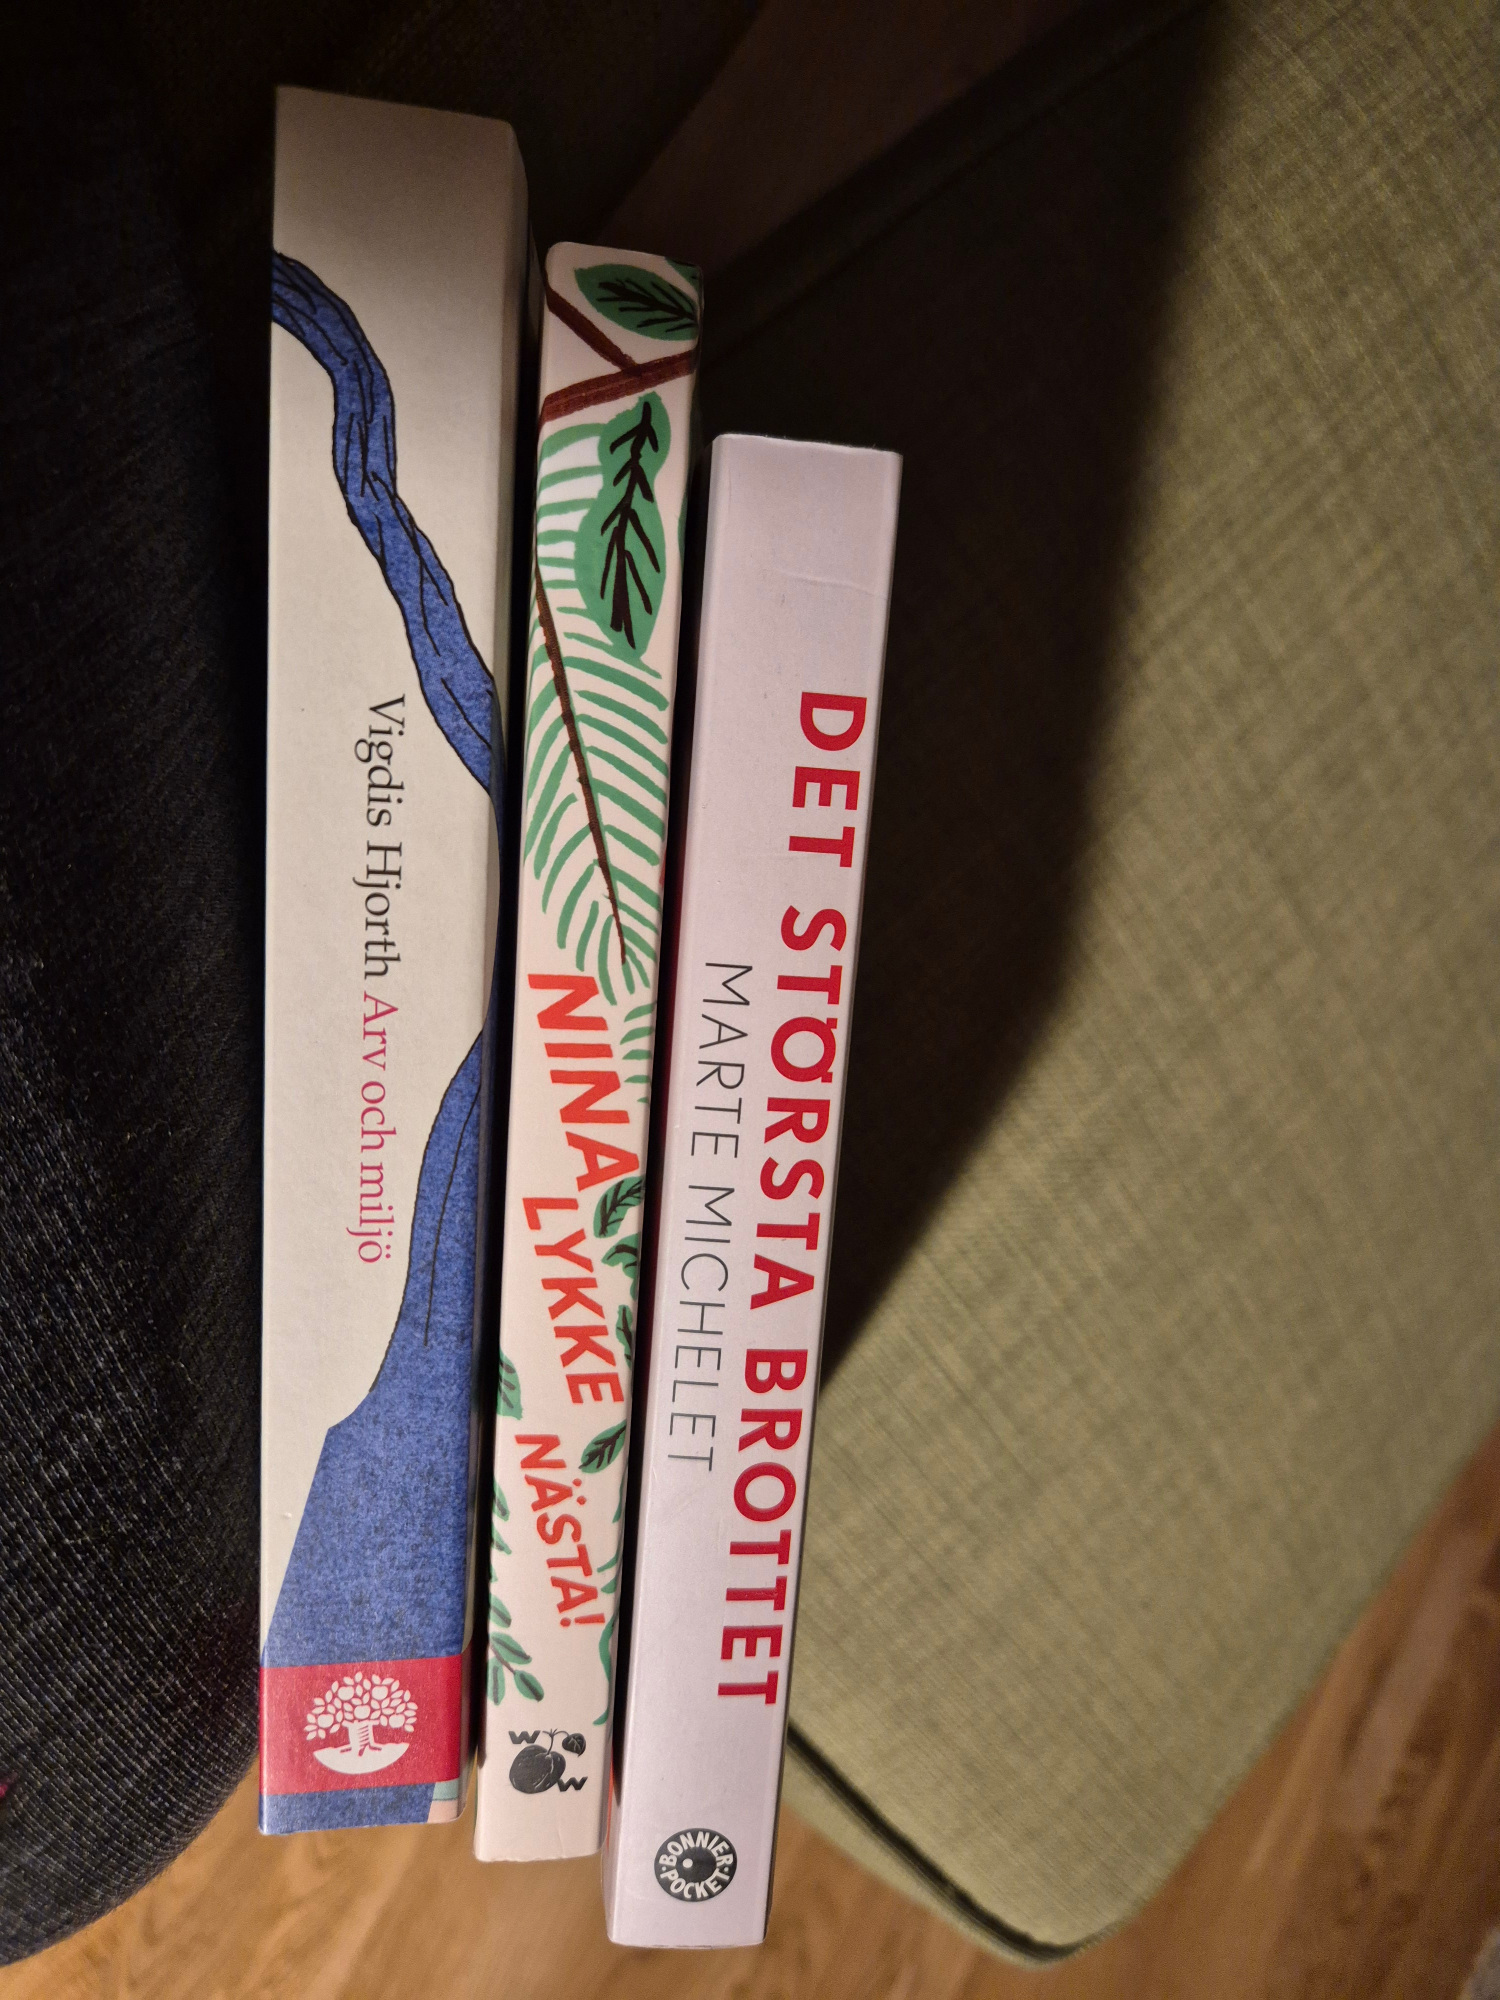 Vigdis Hjorth Arv och miljö
NINA LYKKE NÄSTA!
W W
DET STØRSTA BROTTET
MARTE MICHELET
BONNIER POCKET